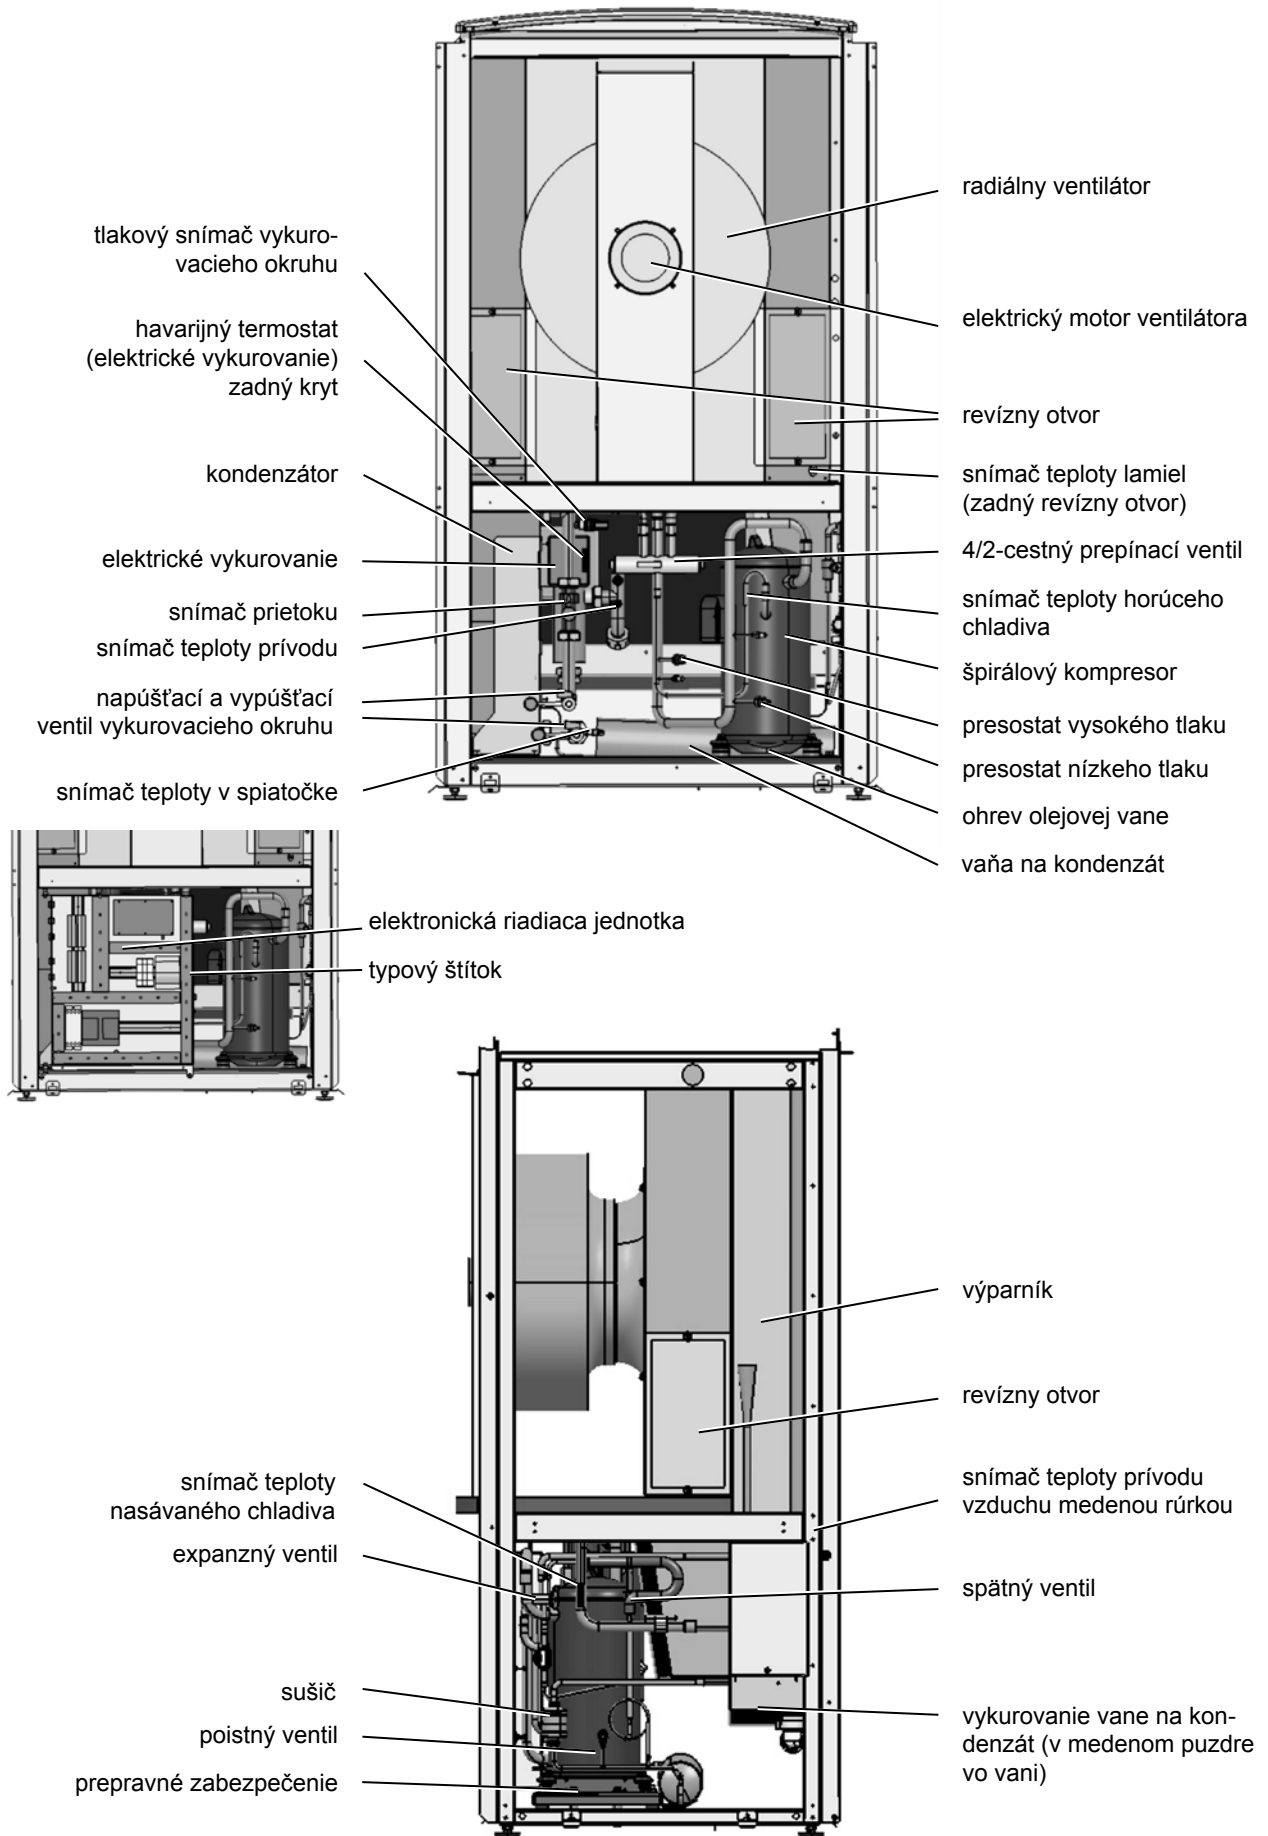 tlakový snímač vykuro-
vacieho okruhu
havarijný termostat
(elektrické vykurovanie)
zadný kryt
kondenzátor
elektrické vykurovanie
snímač prietoku
snímač teploty prívodu
napúšťací a vypúšťací
ventil vykurovacieho okruhu
snímač teploty v spiatočke
radiálny ventilátor
elektrický motor ventilátora
revízny otvor
snímač teploty lamiel
(zadný revízny otvor)
4/2-cestný prepínací ventil
snímač teploty horúceho
chladiva
špirálový kompresor
presostat vysokého tlaku
presostat nízkeho tlaku
ohrev olejovej vane
vaňa na kondenzát
elektronická riadiaca jednotka
typový štítok
snímač teploty
nasávaného chladiva
expanzný ventil
sušič
poistný ventil
prepravné zabezpečenie
výparník
revízny otvor
snímač teploty prívodu
vzduchu medenou rúrkou
spätný ventil
vykurovanie vane na kon-
denzát (v medenom puzdre
vo vani)